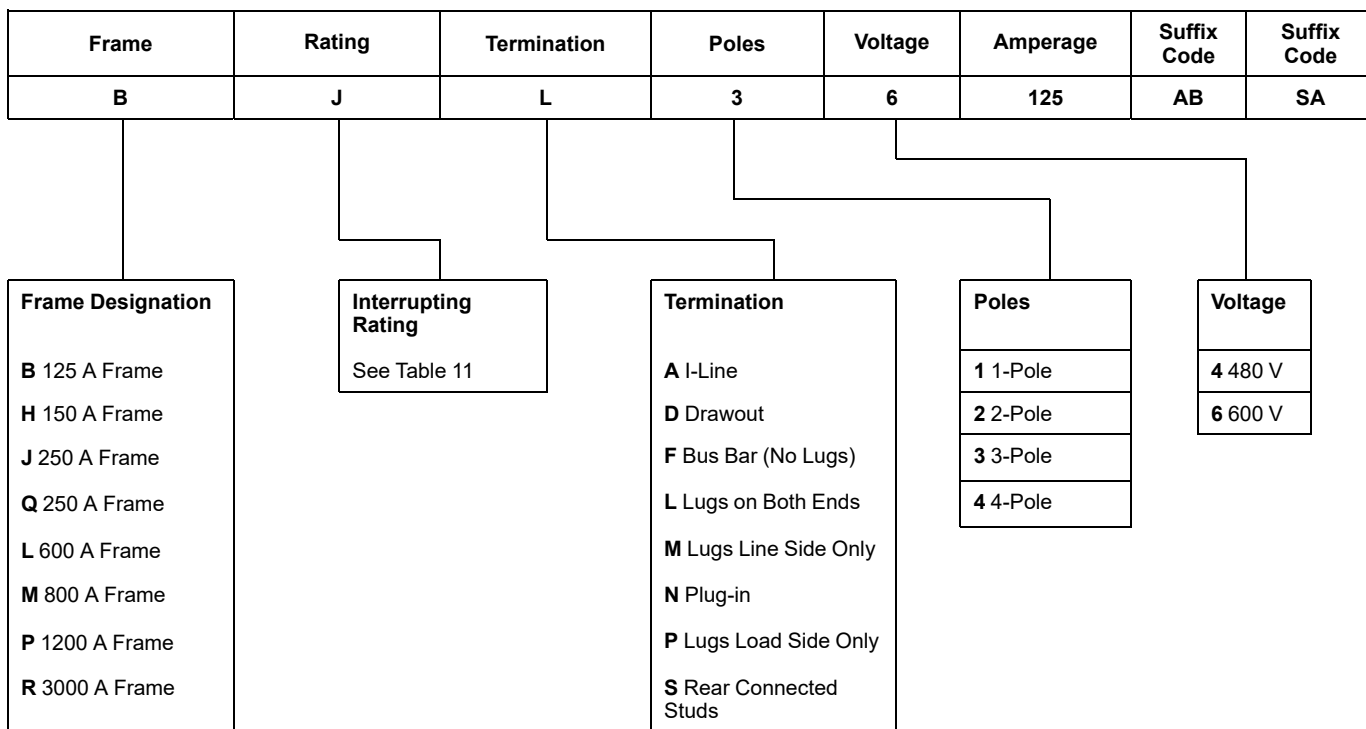 Frame Rating Termination Poles Voltage Amperage Suffix Code Suffix Code
B J L 3 6 125 AB SA
Frame Designation
B 125 A Frame
H 150 A Frame
J 250 A Frame
Q 250 A Frame
L 600 A Frame
M 800 A Frame
P 1200 A Frame
R 3000 A Frame
Interrupting
Rating
See Table 11
Termination
A I-Line
D Drawout
F Bus Bar (No Lugs)
L Lugs on Both Ends
M Lugs Line Side Only
N Plug-in
P Lugs Load Side Only
S Rear Connected
Studs
Poles
1 1-Pole
2 2-Pole
3 3-Pole
4 4-Pole
Voltage
4 480 V
6 600 V